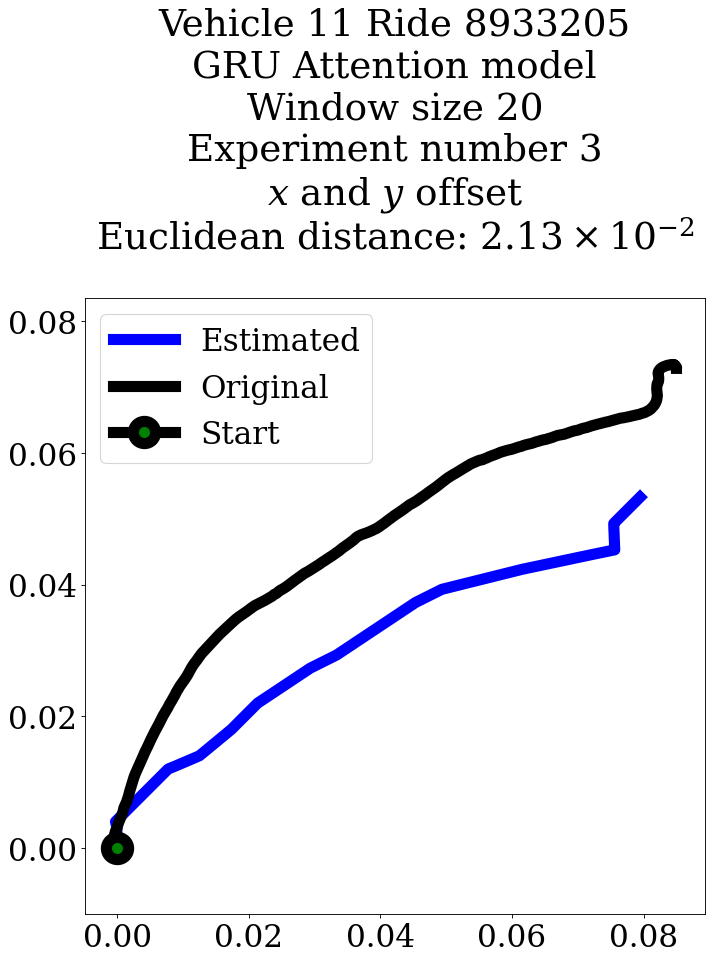 Vehicle 11 Ride 8933205
GRU Attention model
Window size 20
Experiment number 3
x and y offset
Euclidean distance: 2.13 × 10⁻²
0.08
0.06
0.04
0.02
0.00
Estimated
Original
Start
0.00 0.02 0.04 0.06 0.08